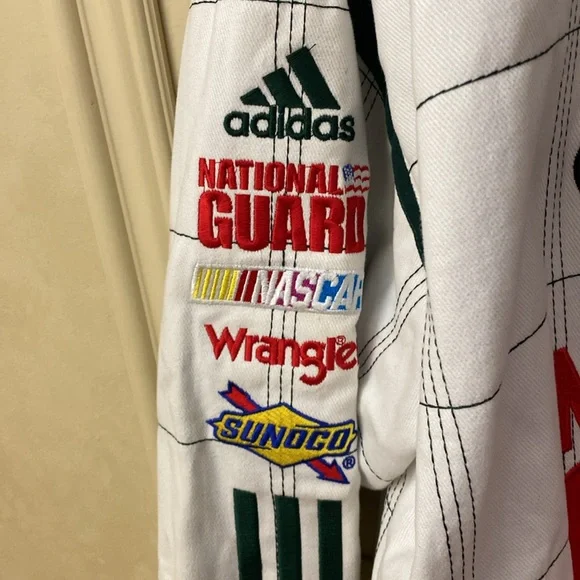 adidas
NATIONAL
GUARD
NASCAR
Wrangler®
SUNOCO
®